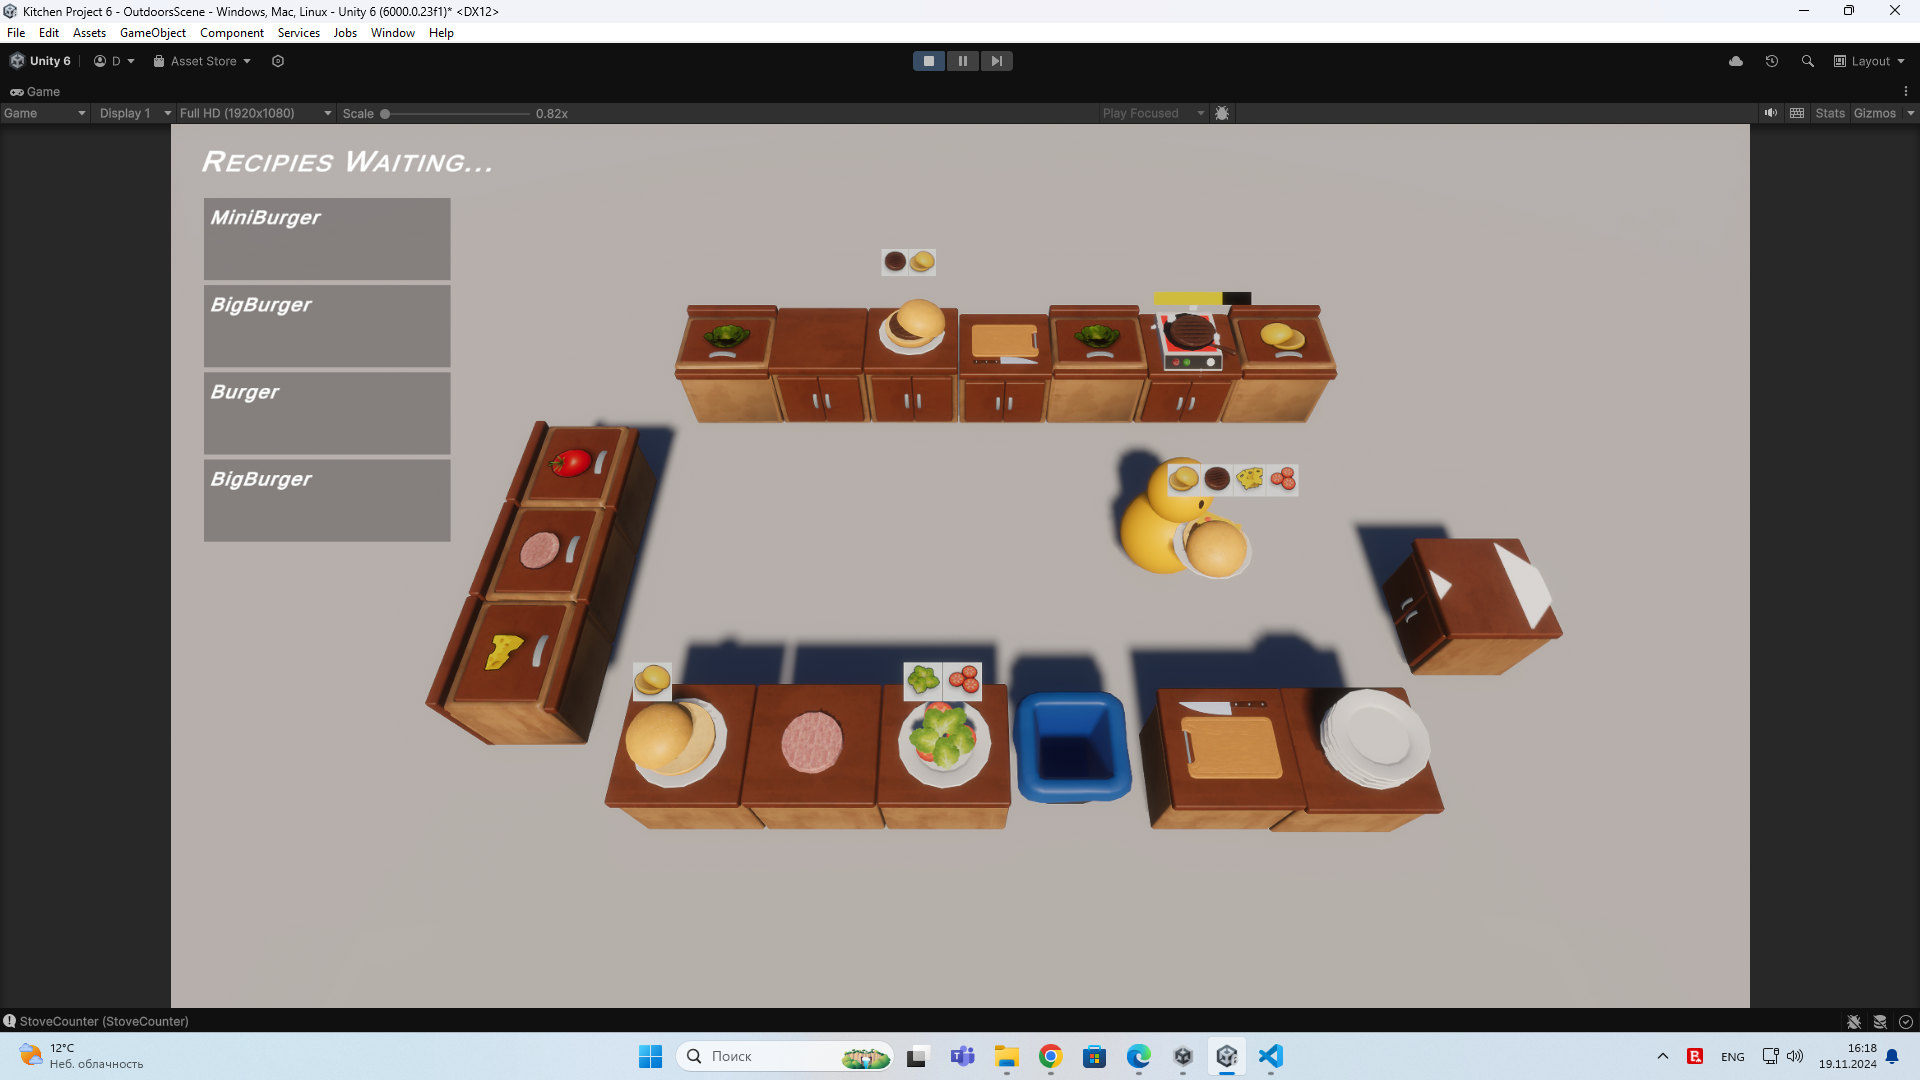 Kitchen Project 6 - OutdoorsScene - Windows, Mac, Linux - Unity 6 (6000.0.23f1)* <DX12>
File Edit Assets GameObject Component Services Jobs Window Help
Unity 6 D Asset Store Layout
Game
Game Display 1 Full HD (1920x1080) Scale 0.82x Play Focused Stats Gizmos
RECIPIES WAITING...
MiniBurger
BigBurger
Burger
BigBurger
StoveCounter (StoveCounter)
12°C
Неб. облачность
Поиск
ENG
16:18
19.11.2024